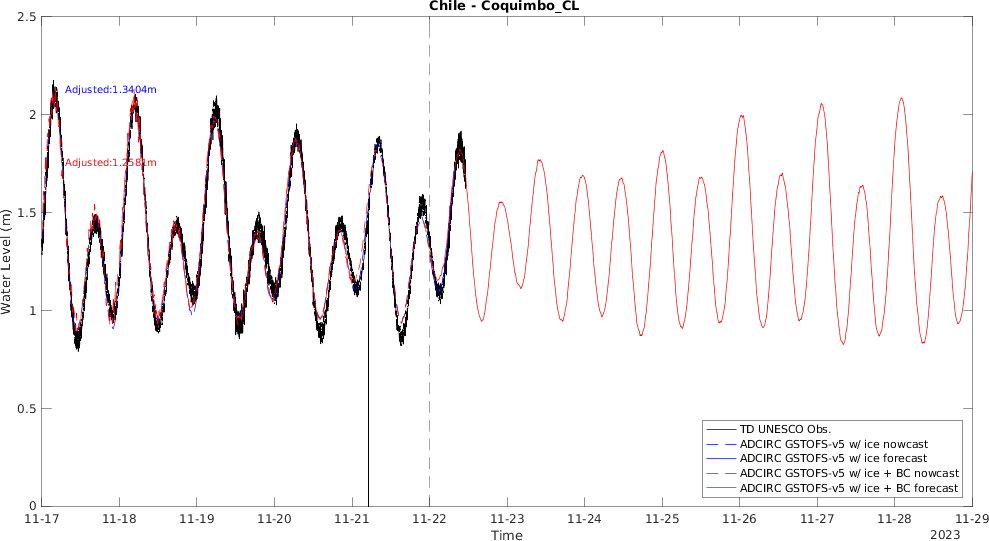 Chile - Coquimbo_CL
2.5
2
1.5
1
0.5
0
Water Level (m)
Adjusted:1.3404m
Adjusted:1.2581m
TD UNESCO Obs.
ADCIRC GSTOFS-v5 w/ ice nowcast
ADCIRC GSTOFS-v5 w/ ice forecast
ADCIRC GSTOFS-v5 w/ ice + BC nowcast
ADCIRC GSTOFS-v5 w/ ice + BC forecast
11-17 11-18 11-19 11-20 11-21 11-22 11-23 11-24 11-25 11-26 11-27 11-28 11-29
Time
2023